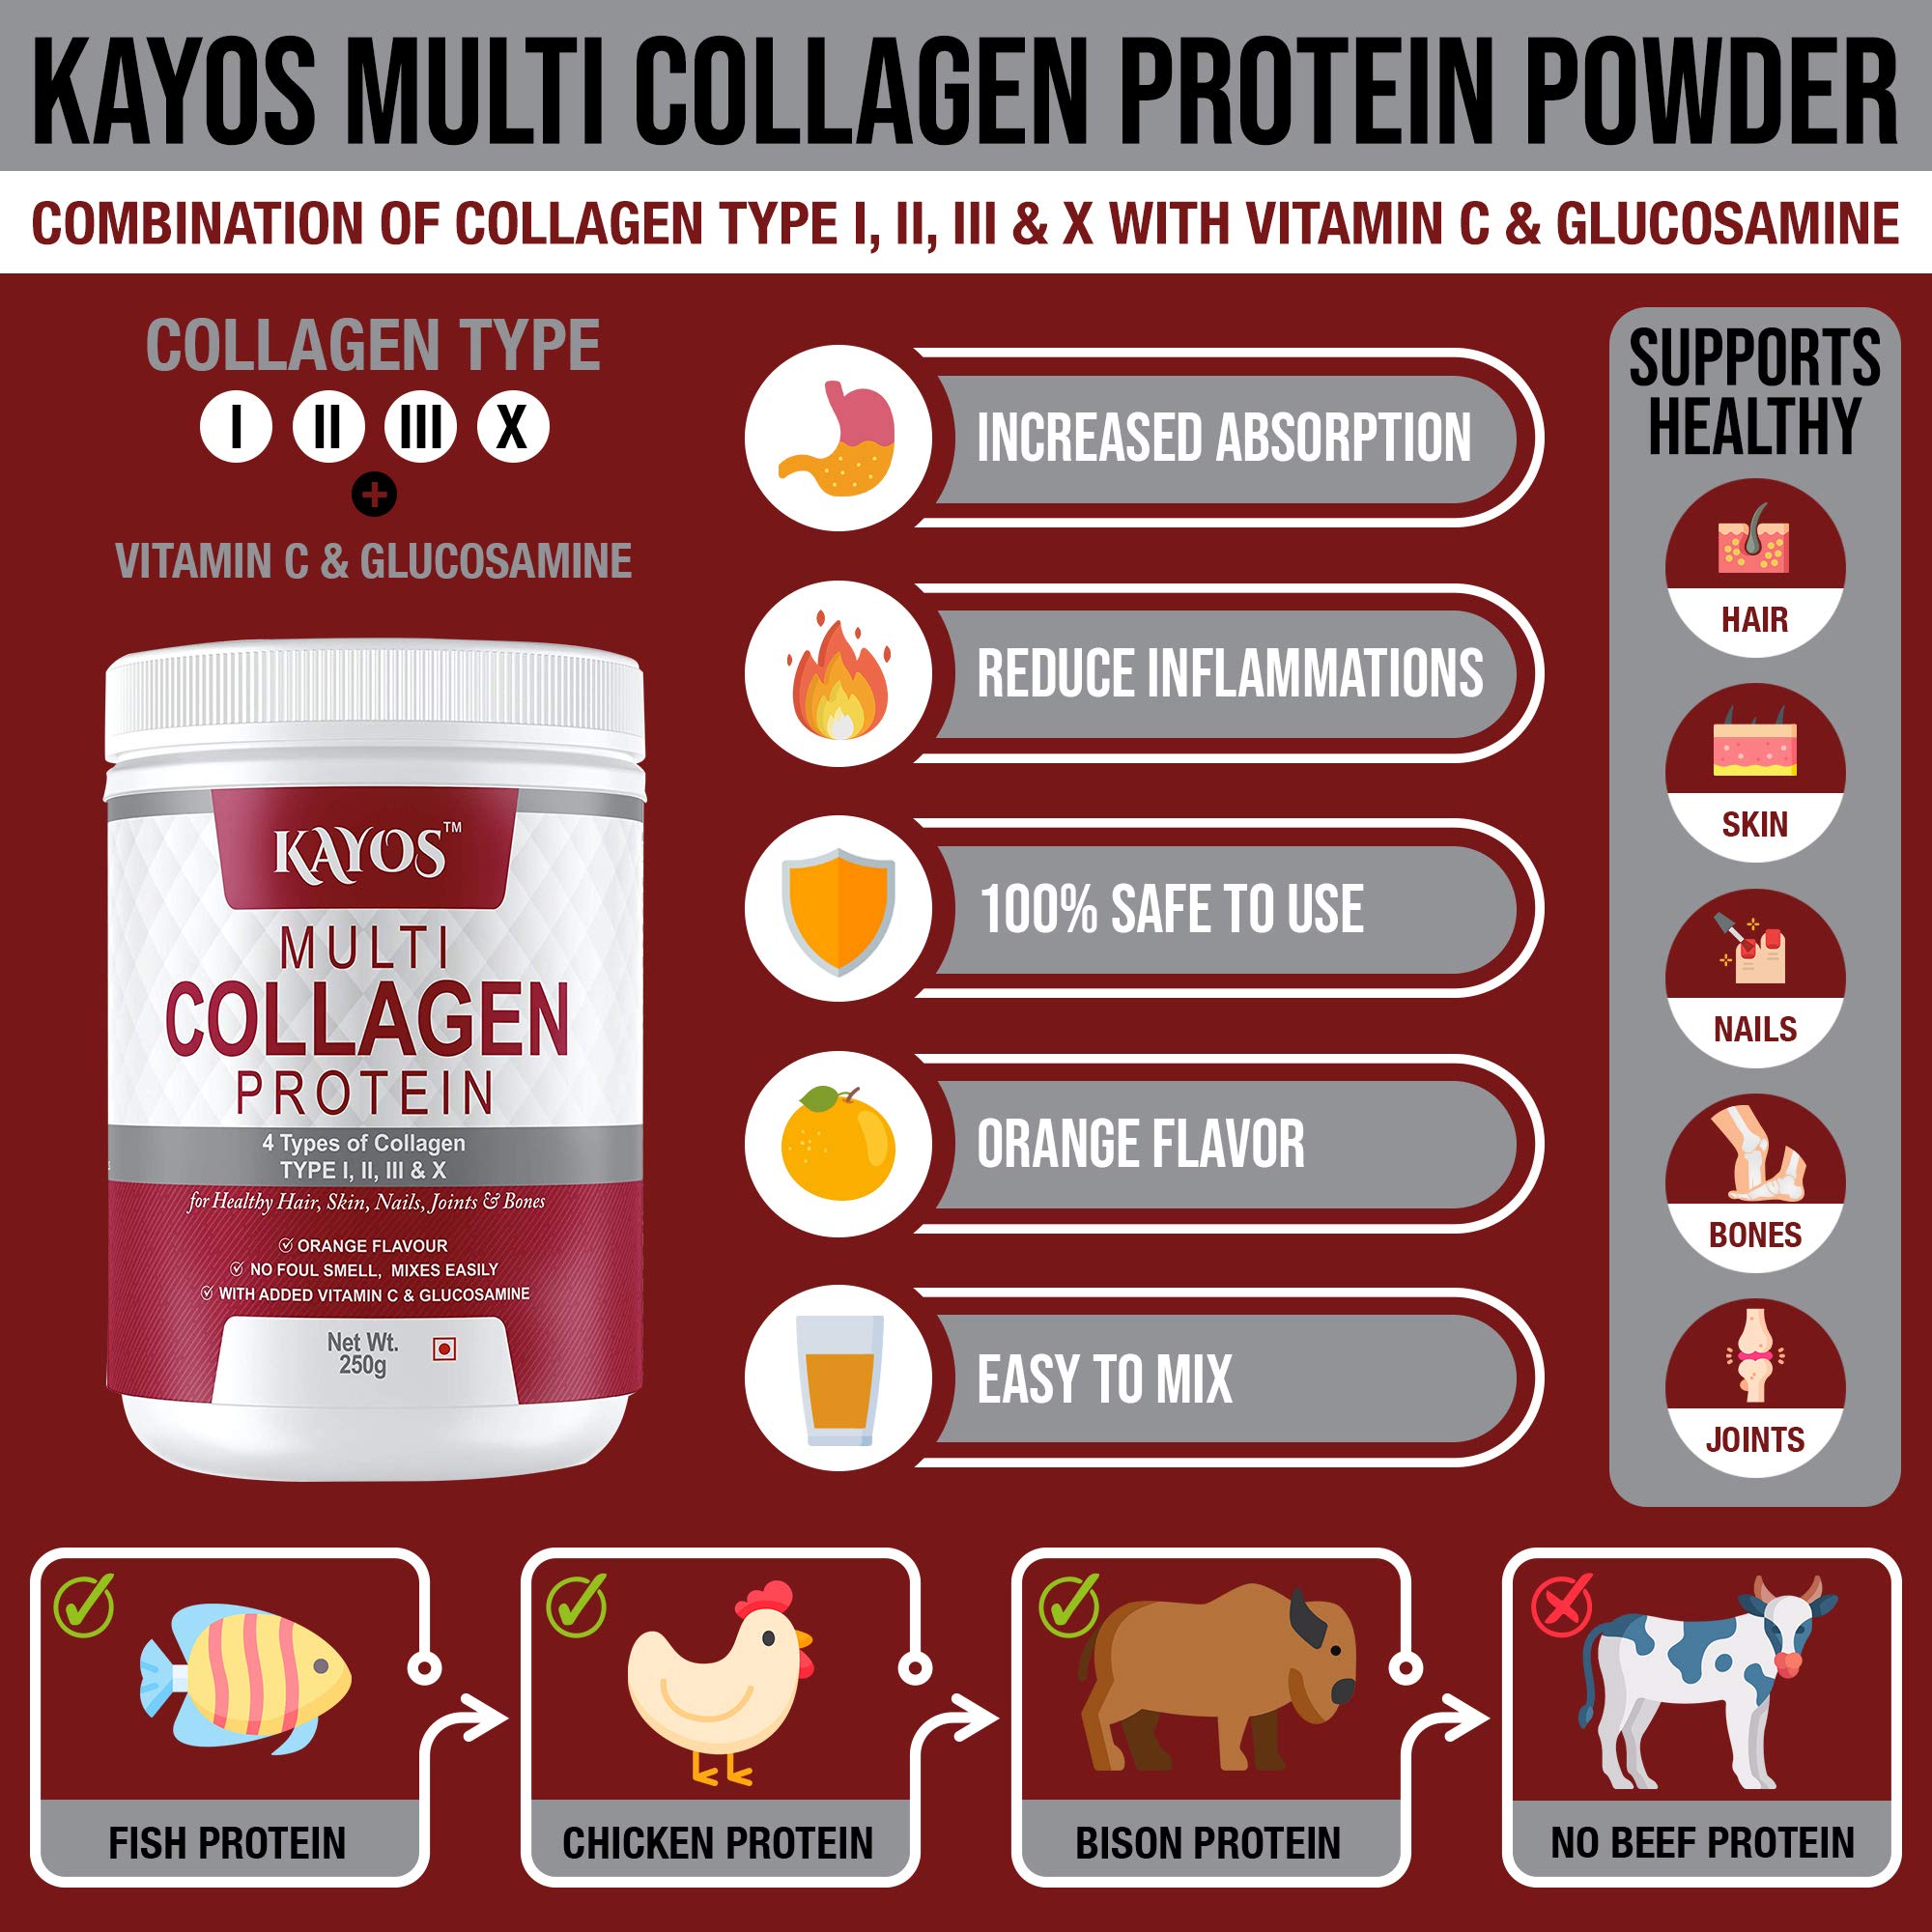 KAYOS MULTI COLLAGEN PROTEIN POWDER
COMBINATION OF COLLAGEN TYPE I, II, III & X WITH VITAMIN C & GLUCOSAMINE
COLLAGEN TYPE
I II III X
+
VITAMIN C & GLUCOSAMINE
KAYOS™
MULTI
COLLAGEN
PROTEIN
4 Types of Collagen
TYPE I, II, III & X
for Healthy Hair, Skin, Nails, Joints & Bones
ORANGE FLAVOUR
NO FOUL SMELL, MIXES EASILY
WITH ADDED VITAMIN C & GLUCOSAMINE
Net Wt.
250g
INCREASED ABSORPTION
REDUCE INFLAMMATIONS
100% SAFE TO USE
ORANGE FLAVOR
EASY TO MIX
SUPPORTS
HEALTHY
HAIR
SKIN
NAILS
BONES
JOINTS
FISH PROTEIN
CHICKEN PROTEIN
BISON PROTEIN
NO BEEF PROTEIN